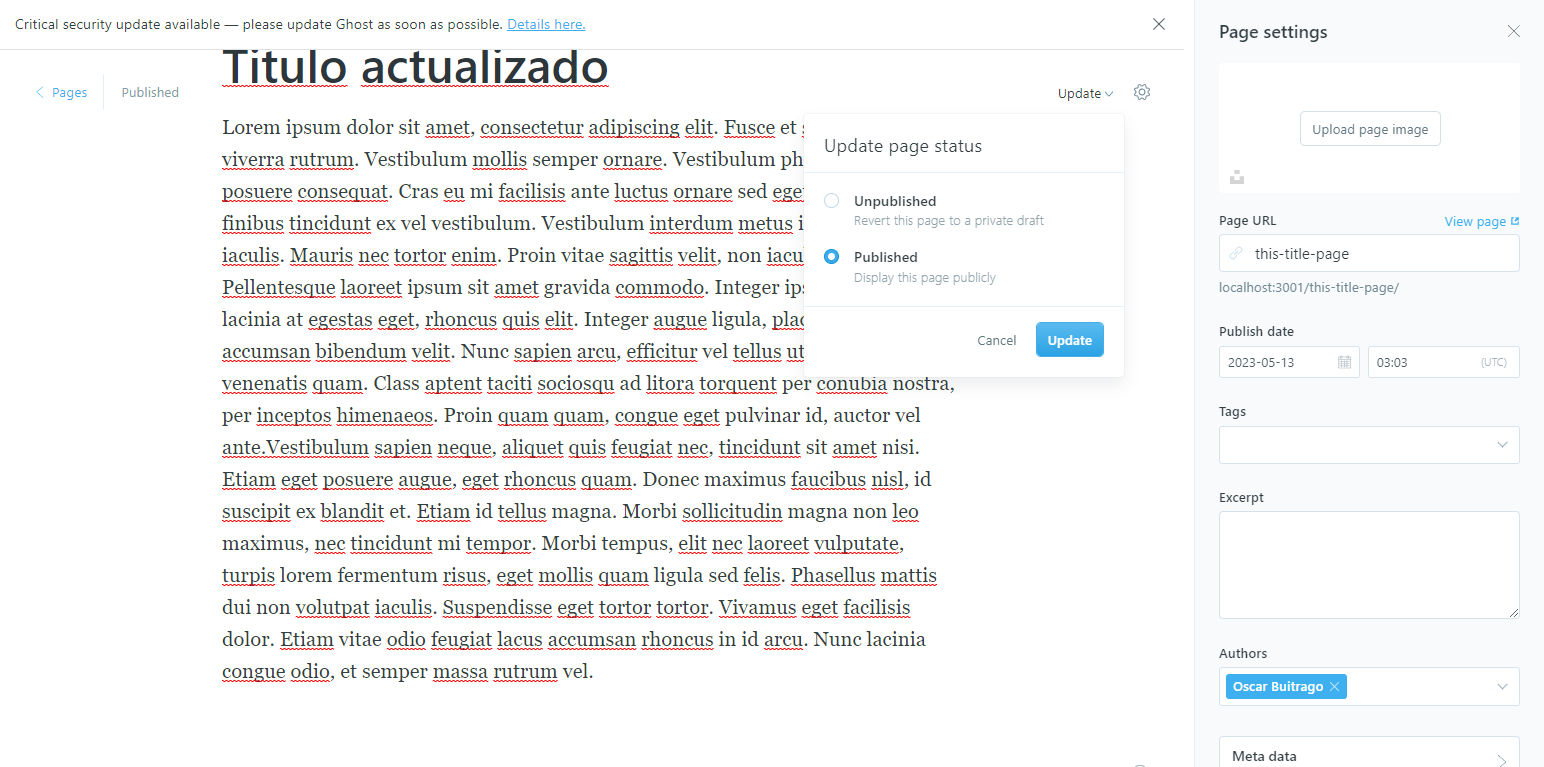 Critical security update available — please update Ghost as soon as possible. Details here.
Titulo actualizado
Pages
Published
Update
Lorem ipsum dolor sit amet, consectetur adipiscing elit. Fusce et
viverra rutrum. Vestibulum mollis semper ornare. Vestibulum ph
posuere consequat. Cras eu mi facilisis ante luctus ornare sed ege
finibus tincidunt ex vel vestibulum. Vestibulum interdum metus i
iaculis. Mauris nec tortor enim. Proin vitae sagittis velit, non iacu
Pellentesque laoreet ipsum sit amet gravida commodo. Integer ip
lacinia at egestas eget, rhoncus quis elit. Integer augue ligula, plac
accumsan bibendum velit. Nunc sapien arcu, efficitur vel tellus ut
venenatis quam. Class aptent taciti sociosqu ad litora torquent per conubia nostra,
per inceptos himenaeos. Proin quam quam, congue eget pulvinar id, auctor vel
ante.Vestibulum sapien neque, aliquet quis feugiat nec, tincidunt sit amet nisi.
Etiam eget posuere augue, eget rhoncus quam. Donec maximus faucibus nisl, id
suscipit ex blandit et. Etiam id tellus magna. Morbi sollicitudin magna non leo
maximus, nec tincidunt mi tempor. Morbi tempus, elit nec laoreet vulputate,
turpis lorem fermentum risus, eget mollis quam ligula sed felis. Phasellus mattis
dui non volutpat iaculis. Suspendisse eget tortor tortor. Vivamus eget facilisis
dolor. Etiam vitae odio feugiat lacus accumsan rhoncus in id arcu. Nunc lacinia
congue odio, et semper massa rutrum vel.
Update page status
Unpublished
Revert this page to a private draft
Published
Display this page publicly
Cancel
Update
Page settings
Upload page image
Page URL
View page
this-title-page
localhost:3001/this-title-page/
Publish date
2023-05-13
03:03
(UTC)
Tags
Excerpt
Authors
Oscar Buitrago
Meta data